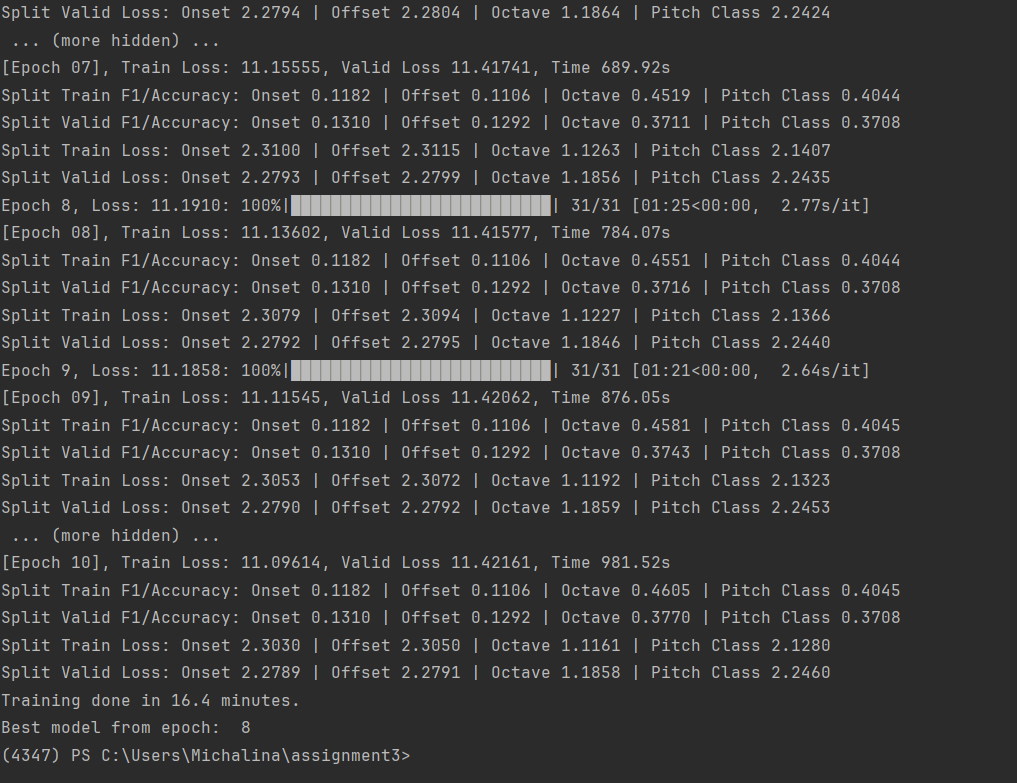 Split Valid Loss: Onset 2.2794 | Offset 2.2804 | Octave 1.1864 | Pitch Class 2.2424
... (more hidden) ...
[Epoch 07], Train Loss: 11.15555, Valid Loss 11.41741, Time 689.92s
Split Train F1/Accuracy: Onset 0.1182 | Offset 0.1106 | Octave 0.4519 | Pitch Class 0.4044
Split Valid F1/Accuracy: Onset 0.1310 | Offset 0.1292 | Octave 0.3711 | Pitch Class 0.3708
Split Train Loss: Onset 2.3100 | Offset 2.3115 | Octave 1.1263 | Pitch Class 2.1407
Split Valid Loss: Onset 2.2793 | Offset 2.2799 | Octave 1.1856 | Pitch Class 2.2435
Epoch 8, Loss: 11.1910: 100%|██████████████████████████| 31/31 [01:25<00:00,  2.77s/it]
[Epoch 08], Train Loss: 11.13602, Valid Loss 11.41577, Time 784.07s
Split Train F1/Accuracy: Onset 0.1182 | Offset 0.1106 | Octave 0.4551 | Pitch Class 0.4044
Split Valid F1/Accuracy: Onset 0.1310 | Offset 0.1292 | Octave 0.3716 | Pitch Class 0.3708
Split Train Loss: Onset 2.3079 | Offset 2.3094 | Octave 1.1227 | Pitch Class 2.1366
Split Valid Loss: Onset 2.2792 | Offset 2.2795 | Octave 1.1846 | Pitch Class 2.2440
Epoch 9, Loss: 11.1858: 100%|██████████████████████████| 31/31 [01:21<00:00,  2.64s/it]
[Epoch 09], Train Loss: 11.11545, Valid Loss 11.42062, Time 876.05s
Split Train F1/Accuracy: Onset 0.1182 | Offset 0.1106 | Octave 0.4581 | Pitch Class 0.4045
Split Valid F1/Accuracy: Onset 0.1310 | Offset 0.1292 | Octave 0.3743 | Pitch Class 0.3708
Split Train Loss: Onset 2.3053 | Offset 2.3072 | Octave 1.1192 | Pitch Class 2.1323
Split Valid Loss: Onset 2.2790 | Offset 2.2792 | Octave 1.1859 | Pitch Class 2.2453
... (more hidden) ...
[Epoch 10], Train Loss: 11.09614, Valid Loss 11.42161, Time 981.52s
Split Train F1/Accuracy: Onset 0.1182 | Offset 0.1106 | Octave 0.4605 | Pitch Class 0.4045
Split Valid F1/Accuracy: Onset 0.1310 | Offset 0.1292 | Octave 0.3770 | Pitch Class 0.3708
Split Train Loss: Onset 2.3030 | Offset 2.3050 | Octave 1.1161 | Pitch Class 2.1280
Split Valid Loss: Onset 2.2789 | Offset 2.2791 | Octave 1.1858 | Pitch Class 2.2460
Training done in 16.4 minutes.
Best model from epoch:  8
(4347) PS C:\Users\Michalina\assignment3>